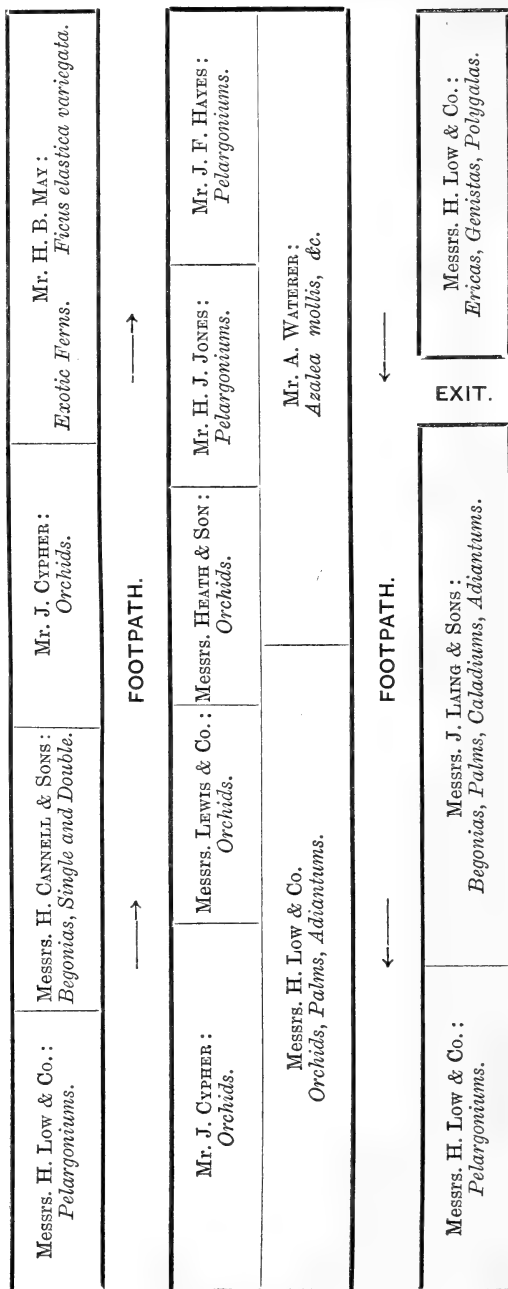 Messrs. H. Low & Co.:
Pelargoniums.
Messrs. H. Cannell & Sons:
Begonias, Single and Double.
Mr. J. Cypher:
Orchids.
Mr. H. B. May:
Exotic Ferns. Ficus elastica variegata.
FOOTPATH.
Mr. J. Cypher:
Orchids.
Messrs. Lewis & Co.:
Orchids.
Messrs. Heath & Son:
Orchids.
Mr. H. J. Jones:
Pelargoniums.
Mr. J. F. Hayes:
Pelargoniums.
Messrs. H. Low & Co.
Orchids, Palms, Adiantums.
Mr. A. Waterer:
Azalea mollis, &c.
FOOTPATH.
Messrs. H. Low & Co.:
Pelargoniums.
Messrs. J. Laing & Sons:
Begonias, Palms, Caladiums, Adiantums.
EXIT.
Messrs. H. Low & Co.:
Ericas, Genistas, Polygalas.